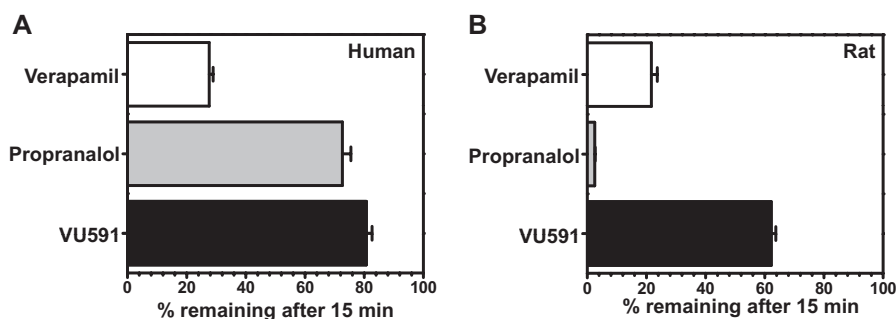 A
Human
Verapamil
Propranalol
VU591
0 20 40 60 80 100
% remaining after 15 min
B
Rat
Verapamil
Propranalol
VU591
0 20 40 60 80 100
% remaining after 15 min